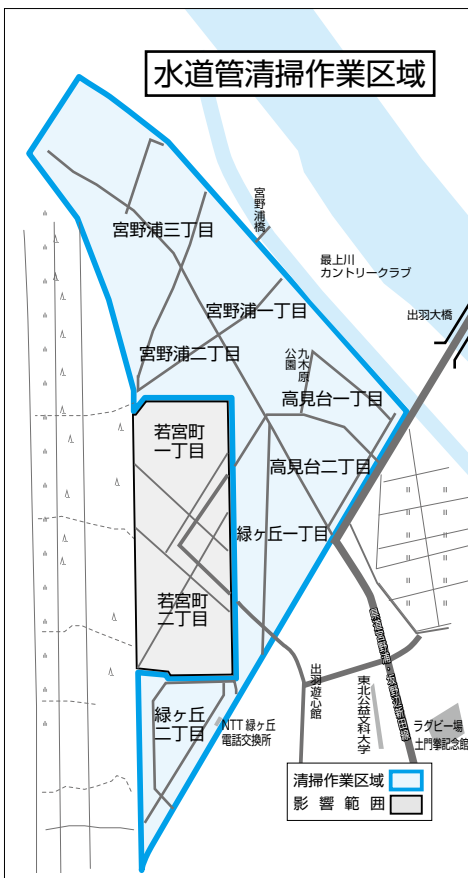 水道管清掃作業区域
宮野浦三丁目
宮野浦橋
最上川
カントリークラブ
宮野浦一丁目
出羽大橋
宮野浦二丁目
九木原
公園
高見台一丁目
若宮町
一丁目
高見台二丁目
緑ヶ丘一丁目
若宮町
二丁目
緑ヶ丘
二丁目
NTT 緑ヶ丘
電話交換所
出羽遊心館
東北公益文科大学
ラグビー場
土門拳記念館
清掃作業区域
影響範囲